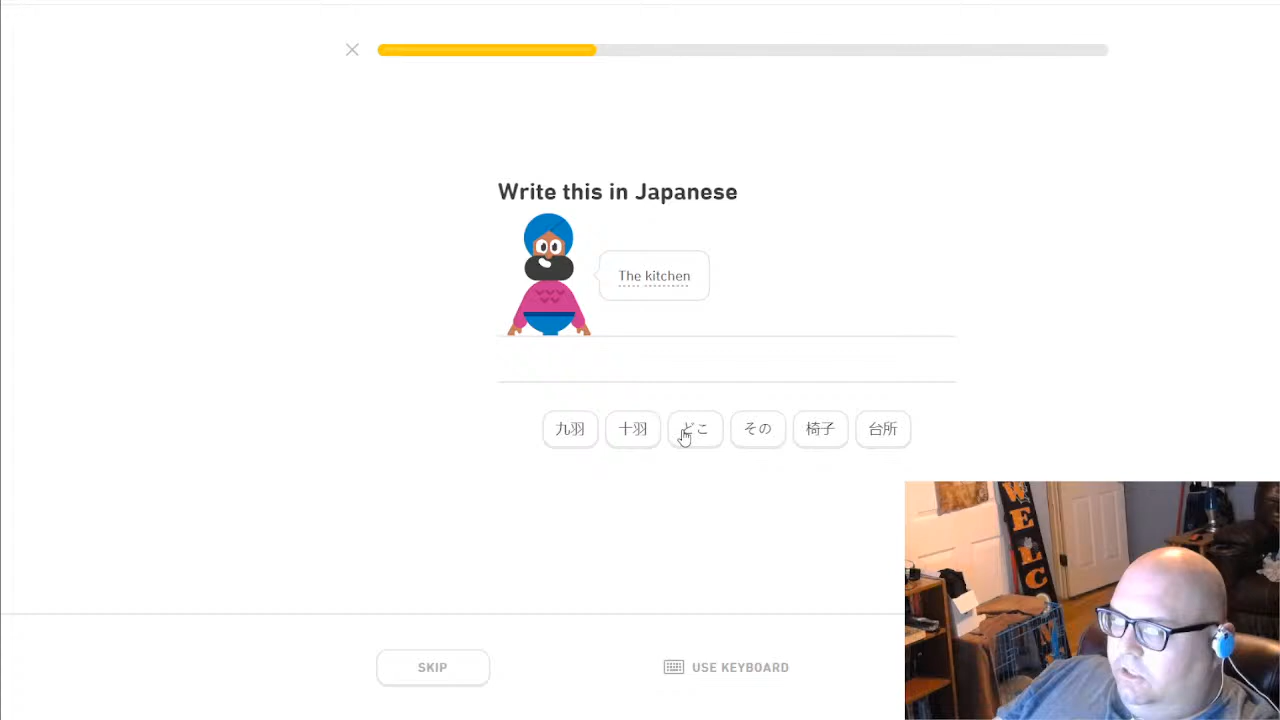 Write this in Japanese
The kitchen
九羽 十羽 どこ その 椅子 台所
SKIP
USE KEYBOARD
WELC